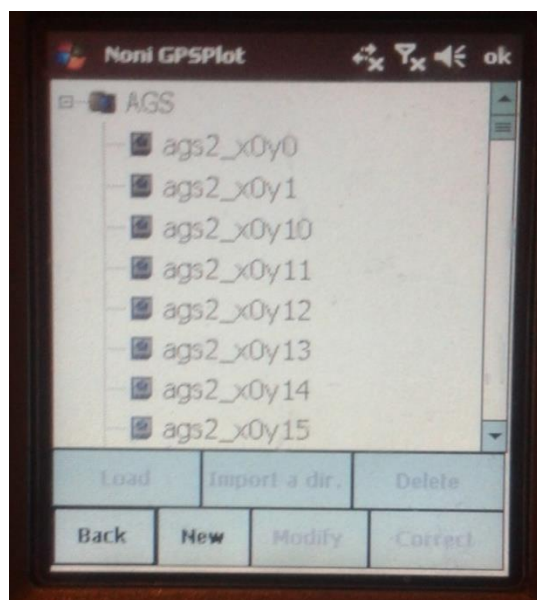 Noni GPSPlot ok
AGS
ags2_x0y0
ags2_x0y1
ags2_x0y10
ags2_x0y11
ags2_x0y12
ags2_x0y13
ags2_x0y14
ags2_x0y15
Load Import a dir. Delete
Back New Modify Correct